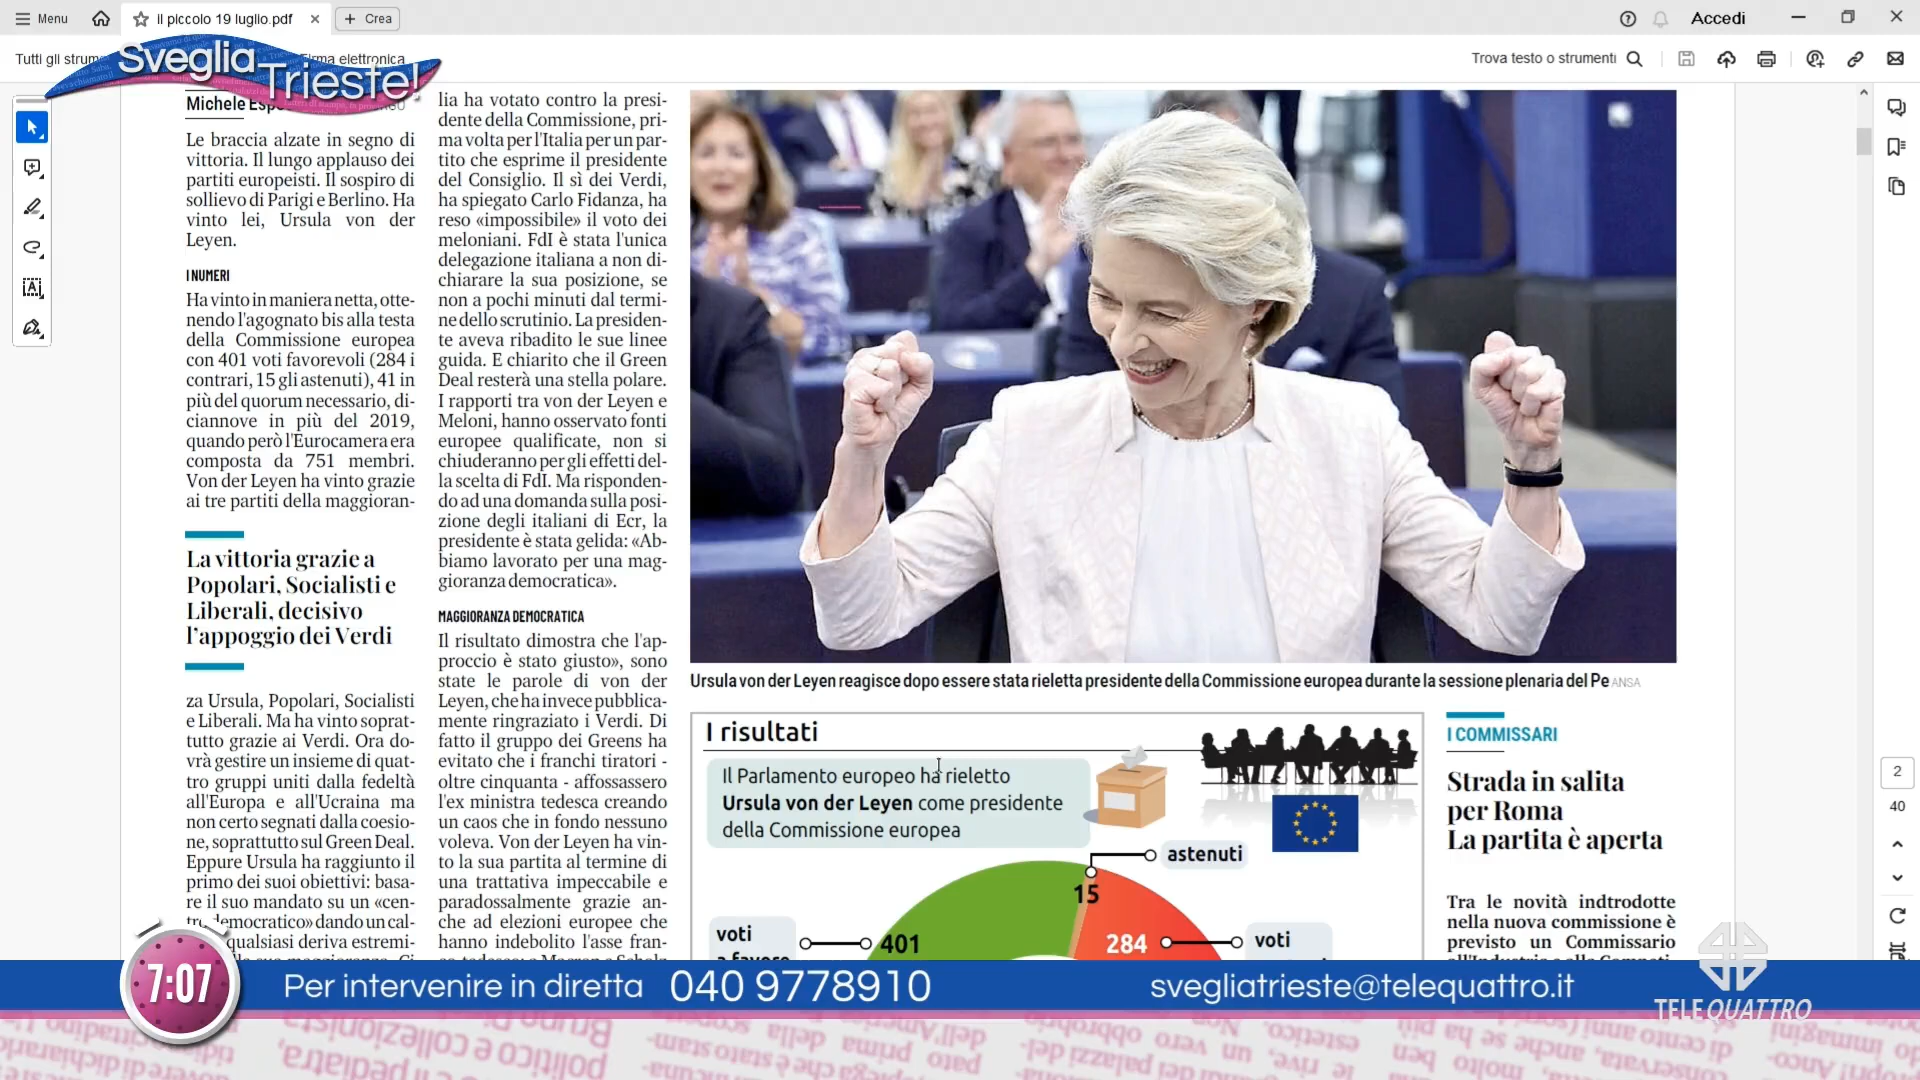 Menu
il piccolo 19 luglio.pdf
Crea
Accedi
Tutti gli
Firma elettronica
Trova testo o strumenti
Sveglia
Trieste!
Michele
Le braccia alzate in segno di
vittoria. Il lungo applauso dei
partiti europeisti. Il sospiro di
sollievo di Parigi e Berlino. Ha
vinto lei, Ursula von der
Leyen.
I NUMERI
Ha vinto in maniera netta, otte-
nendo l'agognato bis alla testa
della Commissione europea
con 401 voti favorevoli (284 i
contrari, 15 gli astenuti), 41 in
più del quorum necessario, di-
ciannove in più del 2019,
quando però l'Eurocamera era
composta da 751 membri.
Von der Leyen ha vinto grazie
ai tre partiti della maggioran-
La vittoria grazie a
Popolari, Socialisti e
Liberali, decisivo
l'appoggio dei Verdi
za Ursula, Popolari, Socialisti
e Liberali. Ma ha vinto soprat-
tutto grazie ai Verdi. Ora do-
vrà gestire un insieme di quat-
tro gruppi uniti dalla fedeltà
all'Europa e all'Ucraina ma
non certo segnati dalla coesio-
ne, soprattutto sul Green Deal.
Eppure Ursula ha raggiunto il
primo dei suoi obiettivi: basa-
re il suo mandato su un «cen-
democratico» dando un cal-
qualsiasi deriva estremi-
lia ha votato contro la presi-
dente della Commissione, pri-
ma volta per l'Italia per un par-
tito che esprime il presidente
del Consiglio. Il sì dei Verdi,
ha spiegato Carlo Fidanza, ha
reso «impossibile» il voto dei
meloniani. FdI è stata l'unica
delegazione italiana a non di-
chiarare la sua posizione, se
non a pochi minuti dal termi-
ne dello scrutinio. La presiden-
te aveva ribadito le sue linee
guida. E chiarito che il Green
Deal resterà una stella polare.
I rapporti tra von der Leyen e
Meloni, hanno osservato fonti
europee qualificate, non si
chiuderanno per gli effetti del-
la scelta di FdI. Ma risponden-
do ad una domanda sulla posi-
zione degli italiani di Ecr, la
presidente è stata gelida: «Ab-
biamo lavorato per una mag-
gioranza democratica».
MAGGIORANZA DEMOCRATICA
Il risultato dimostra che l'ap-
proccio è stato giusto», sono
state le parole di von der
Leyen, che ha invece pubblica-
mente ringraziato i Verdi. Di
fatto il gruppo dei Greens ha
evitato che i franchi tiratori -
oltre cinquanta - affossassero
l'ex ministra tedesca creando
un caos che in fondo nessuno
voleva. Von der Leyen ha vin-
to la sua partita al termine di
una trattativa impeccabile e
paradossalmente grazie an-
che ad elezioni europee che
hanno indebolito l'asse fran-
Ursula von der Leyen reagisce dopo essere stata rieletta presidente della Commissione europea durante la sessione plenaria del Pe ANSA
I risultati
Il Parlamento europeo ha rieletto
Ursula von der Leyen come presidente
della Commissione europea
astenuti
15
voti
401
284
voti
I COMMISSARI
Strada in salita
per Roma
La partita è aperta
Tra le novità indtrodotte
nella nuova commissione è
previsto un Commissario
2
40
7:07
Per intervenire in diretta 040 9778910
svegliatrieste@telequattro.it
TELEQUATTRO